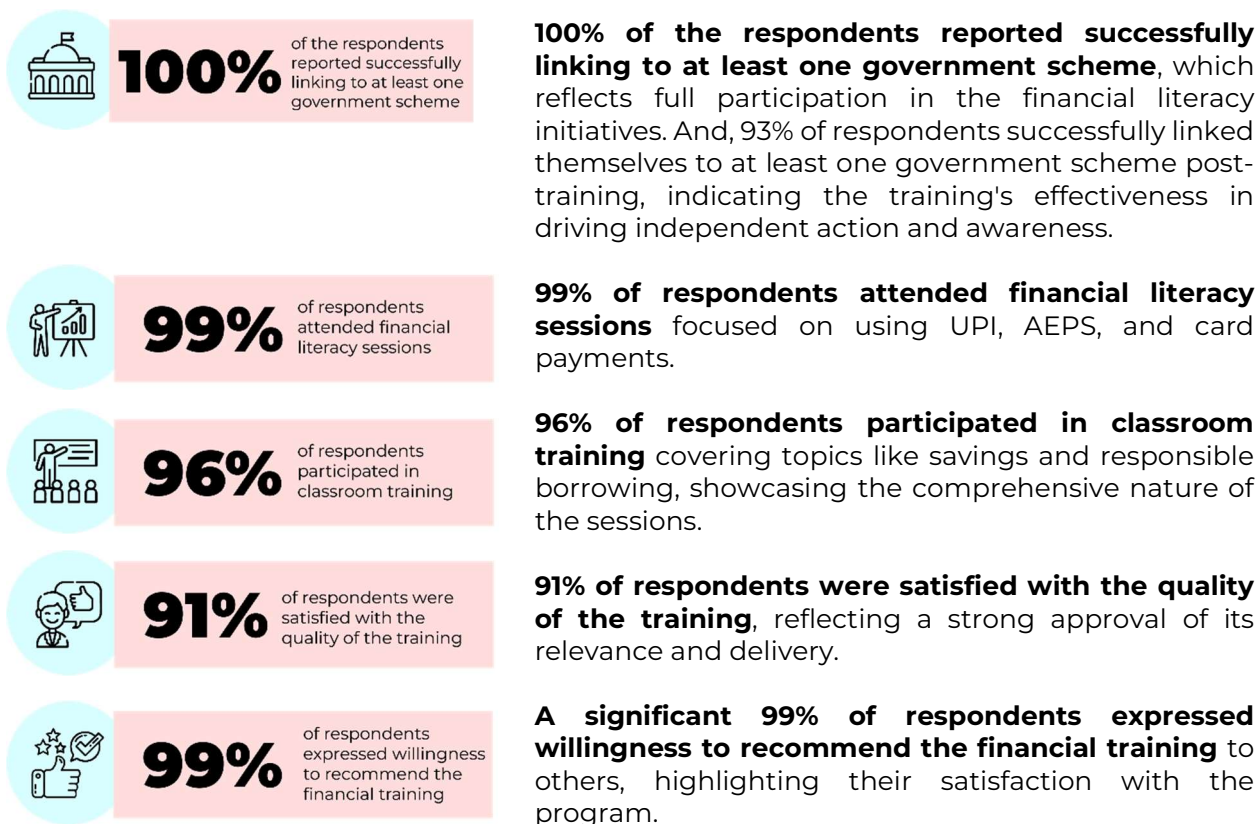 100%
of the respondents
reported successfully
linking to at least one
government scheme
100% of the respondents reported successfully
linking to at least one government scheme, which
reflects full participation in the financial literacy
initiatives. And, 93% of respondents successfully linked
themselves to at least one government scheme post-
training, indicating the training's effectiveness in
driving independent action and awareness.
99%
of respondents
attended financial
literacy sessions
99% of respondents attended financial literacy
sessions focused on using UPI, AEPS, and card
payments.
96%
of respondents
participated in
classroom training
96% of respondents participated in classroom
training covering topics like savings and responsible
borrowing, showcasing the comprehensive nature of
the sessions.
91%
of respondents were
satisfied with the
quality of the training
91% of respondents were satisfied with the quality
of the training, reflecting a strong approval of its
relevance and delivery.
99%
of respondents
expressed willingness
to recommend the
financial training
A significant 99% of respondents expressed
willingness to recommend the financial training to
others, highlighting their satisfaction with the
program.